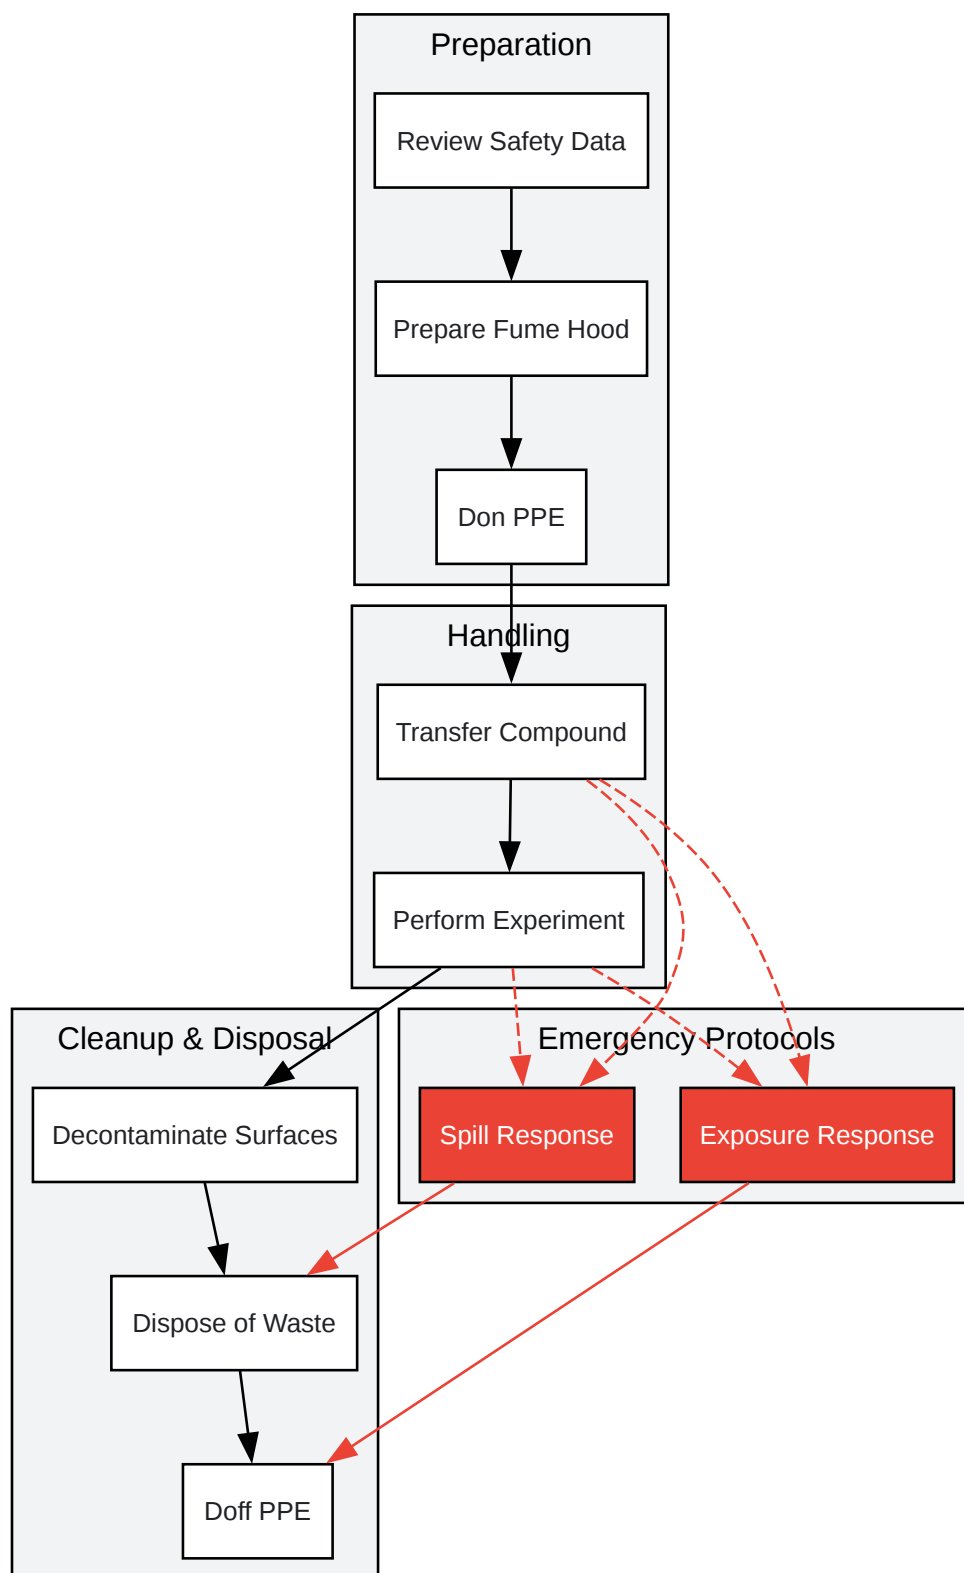 Preparation
Review Safety Data
Prepare Fume Hood
Don PPE
Handling
Transfer Compound
Perform Experiment
Cleanup & Disposal
Emergency Protocols
Decontaminate Surfaces
Spill Response
Exposure Response
Dispose of Waste
Doff PPE